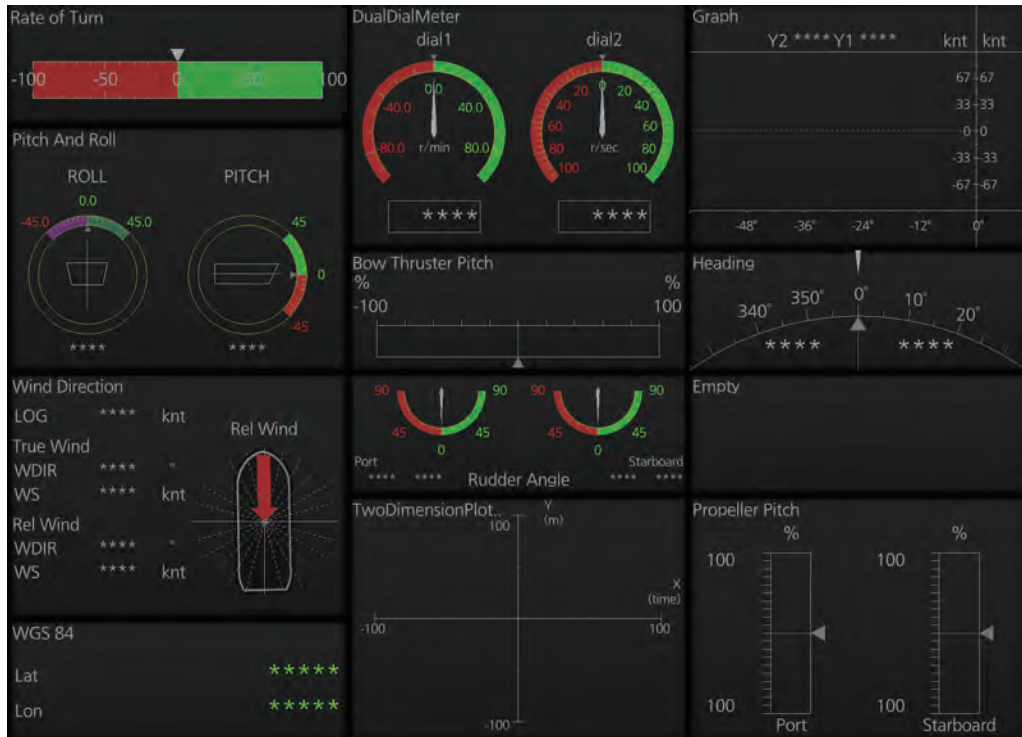 Rate of Turn
-100 -50 0 50 100
Pitch And Roll
ROLL PITCH
0.0
-45.0 45.0
45
0
-45
**** ****
Wind Direction
LOG **** knt
True Wind
WDIR **** °
WS **** knt
Rel Wind
WDIR **** °
WS **** knt
Rel Wind
WGS 84
Lat *****
Lon *****
DualDialMeter
dial1 dial2
0.0
-40.0 40.0
-80.0 80.0
r/min
0
20 20
40 40
60 60
80 80
100 100
r/sec
**** ****
Bow Thruster Pitch
% %
-100 100
90 90 90 90
45 45 45 45
0 0
Port Starboard
**** **** Rudder Angle **** ****
TwoDimensionPlot..
Y
(m)
100
X
(time)
-100 100
-100
Graph
Y2 **** Y1 **** knt knt
67 67
33 33
0 0
-33 -33
-67 -67
-48° -36° -24° -12° 0°
Heading
340° 350° 0° 10° 20°
**** ****
Empty
Propeller Pitch
% %
100 100
100 100
Port Starboard